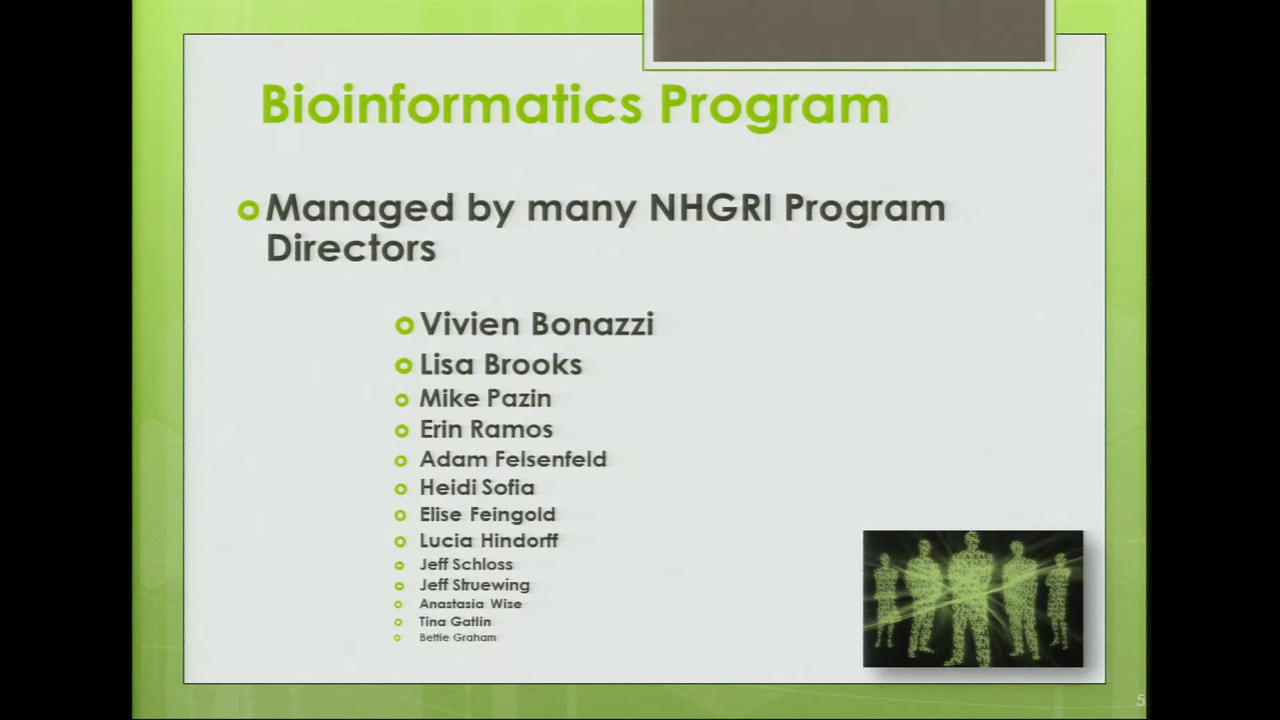 Bioinformatics Program
Managed by many NHGRI Program
Directors
Vivien Bonazzi
Lisa Brooks
Mike Pazin
Erin Ramos
Adam Felsenfeld
Heidi Sofia
Elise Feingold
Lucia Hindorff
Jeff Schloss
Jeff Struewing
Anastasia Wise
Tina Gatlin
Bettie Graham
5